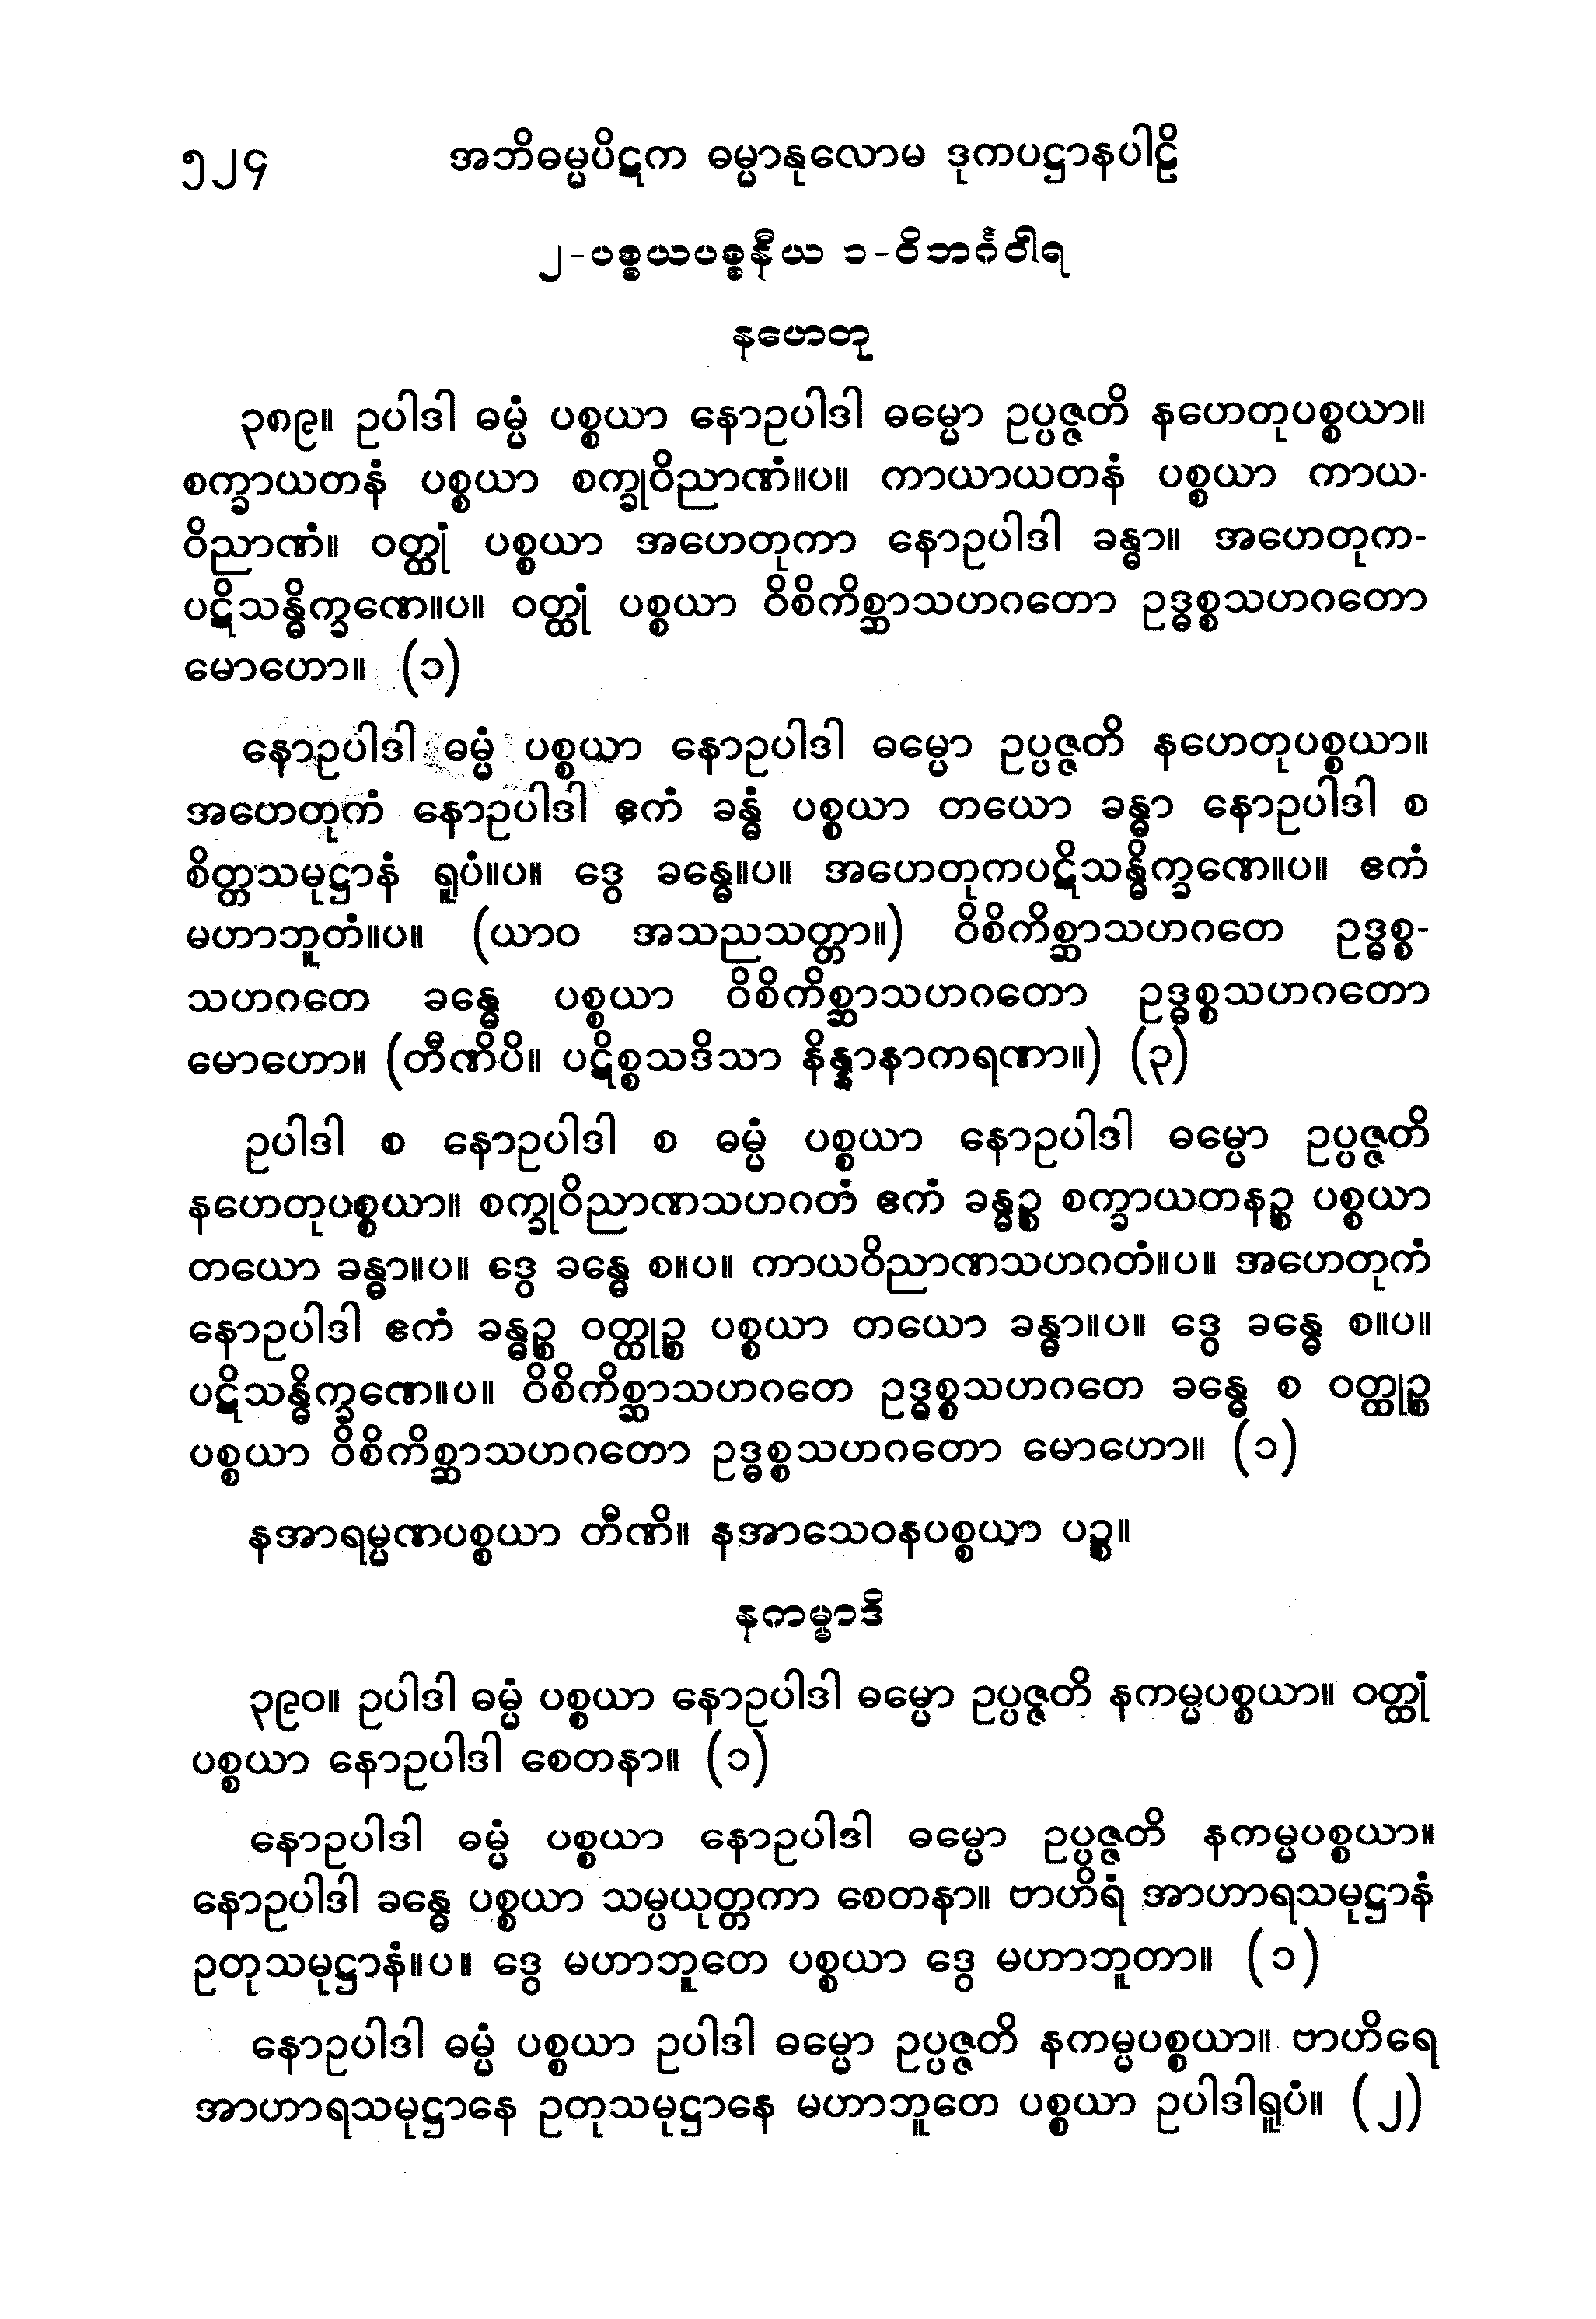 ၅၂၄ အဘိဓမ္မပိဋက ဓမ္မာနုလောမ ဒုကပဋ္ဌာနပါဠိ
၂-ပစ္စယပစ္စနီယ ၁-ဝိဘင်္ဂဝါရ
နဟေတု
၃၈၉။ ဥပါဒါ ဓမ္မံ ပစ္စယာ နောဥပါဒါ ဓမ္မော ဥပ္ပဇ္ဇတိ နဟေတုပစ္စယာ။
စက္ခာယတနံ ပစ္စယာ စက္ခုဝိညာဏံ။ပ။ ကာယာယတနံ ပစ္စယာ ကာယ-
ဝိညာဏံ။ ဝတ္ထုံ ပစ္စယာ အဟေတုကာ နောဥပါဒါ ခန္ဓာ။ အဟေတုက-
ပဋိသန္ဓိက္ခဏေ။ပ။ ဝတ္ထုံ ပစ္စယာ ဝိစိကိစ္ဆာသဟဂတော ဥဒ္ဓစ္စသဟဂတော
မောဟော။ (၁)
နောဥပါဒါ ဓမ္မံ ပစ္စယာ နောဥပါဒါ ဓမ္မော ဥပ္ပဇ္ဇတိ နဟေတုပစ္စယာ။
အဟေတုကံ နောဥပါဒါ ဧကံ ခန္ဓံ ပစ္စယာ တယော ခန္ဓာ နောဥပါဒါ စ
စိတ္တသမုဋ္ဌာနံ ရူပံ။ပ။ ဒွေ ခန္ဓေ။ပ။ အဟေတုကပဋိသန္ဓိက္ခဏေ။ပ။ ဧကံ
မဟာဘူတံ။ပ။ (ယာဝ အသညသတ္တာ။) ဝိစိကိစ္ဆာသဟဂတေ ဥဒ္ဓစ္စ-
သဟဂတေ ခန္ဓေ ပစ္စယာ ဝိစိကိစ္ဆာသဟဂတော ဥဒ္ဓစ္စသဟဂတော
မောဟော။ (တီဏိပိ။ ပဋိစ္စသဒိသာ နိန္နာနာကရဏာ။) (၃)
ဥပါဒါ စ နောဥပါဒါ စ ဓမ္မံ ပစ္စယာ နောဥပါဒါ ဓမ္မော ဥပ္ပဇ္ဇတိ
နဟေတုပစ္စယာ။ စက္ခုဝိညာဏသဟဂတံ ဧကံ ခန္ဓဉ္စ စက္ခာယတနဉ္စ ပစ္စယာ
တယော ခန္ဓာ။ပ။ ဒွေ ခန္ဓေ စ။ပ။ ကာယဝိညာဏသဟဂတံ။ပ။ အဟေတုကံ
နောဥပါဒါ ဧကံ ခန္ဓဉ္စ ဝတ္ထုဉ္စ ပစ္စယာ တယော ခန္ဓာ။ပ။ ဒွေ ခန္ဓေ စ။ပ။
ပဋိသန္ဓိက္ခဏေ။ပ။ ဝိစိကိစ္ဆာသဟဂတေ ဥဒ္ဓစ္စသဟဂတေ ခန္ဓေ စ ဝတ္ထုဉ္စ
ပစ္စယာ ဝိစိကိစ္ဆာသဟဂတော ဥဒ္ဓစ္စသဟဂတော မောဟော။ (၁)
နအာရမ္မဏပစ္စယာ တီဏိ။ နအာသေဝနပစ္စယာ ပဉ္စ။
နကမ္မာဒိ
၃၉၀။ ဥပါဒါ ဓမ္မံ ပစ္စယာ နောဥပါဒါ ဓမ္မော ဥပ္ပဇ္ဇတိ နကမ္မပစ္စယာ။ ဝတ္ထုံ
ပစ္စယာ နောဥပါဒါ စေတနာ။ (၁)
နောဥပါဒါ ဓမ္မံ ပစ္စယာ နောဥပါဒါ ဓမ္မော ဥပ္ပဇ္ဇတိ နကမ္မပစ္စယာ။
နောဥပါဒါ ခန္ဓေ ပစ္စယာ သမ္ပယုတ္တကာ စေတနာ။ ဗာဟိရံ အာဟာရသမုဋ္ဌာနံ
ဥတုသမုဋ္ဌာနံ။ပ။ ဒွေ မဟာဘူတေ ပစ္စယာ ဒွေ မဟာဘူတာ။ (၁)
နောဥပါဒါ ဓမ္မံ ပစ္စယာ ဥပါဒါ ဓမ္မော ဥပ္ပဇ္ဇတိ နကမ္မပစ္စယာ။ ဗာဟိရေ
အာဟာရသမုဋ္ဌာနေ ဥတုသမုဋ္ဌာနေ မဟာဘူတေ ပစ္စယာ ဥပါဒါရူပံ။ (၂)